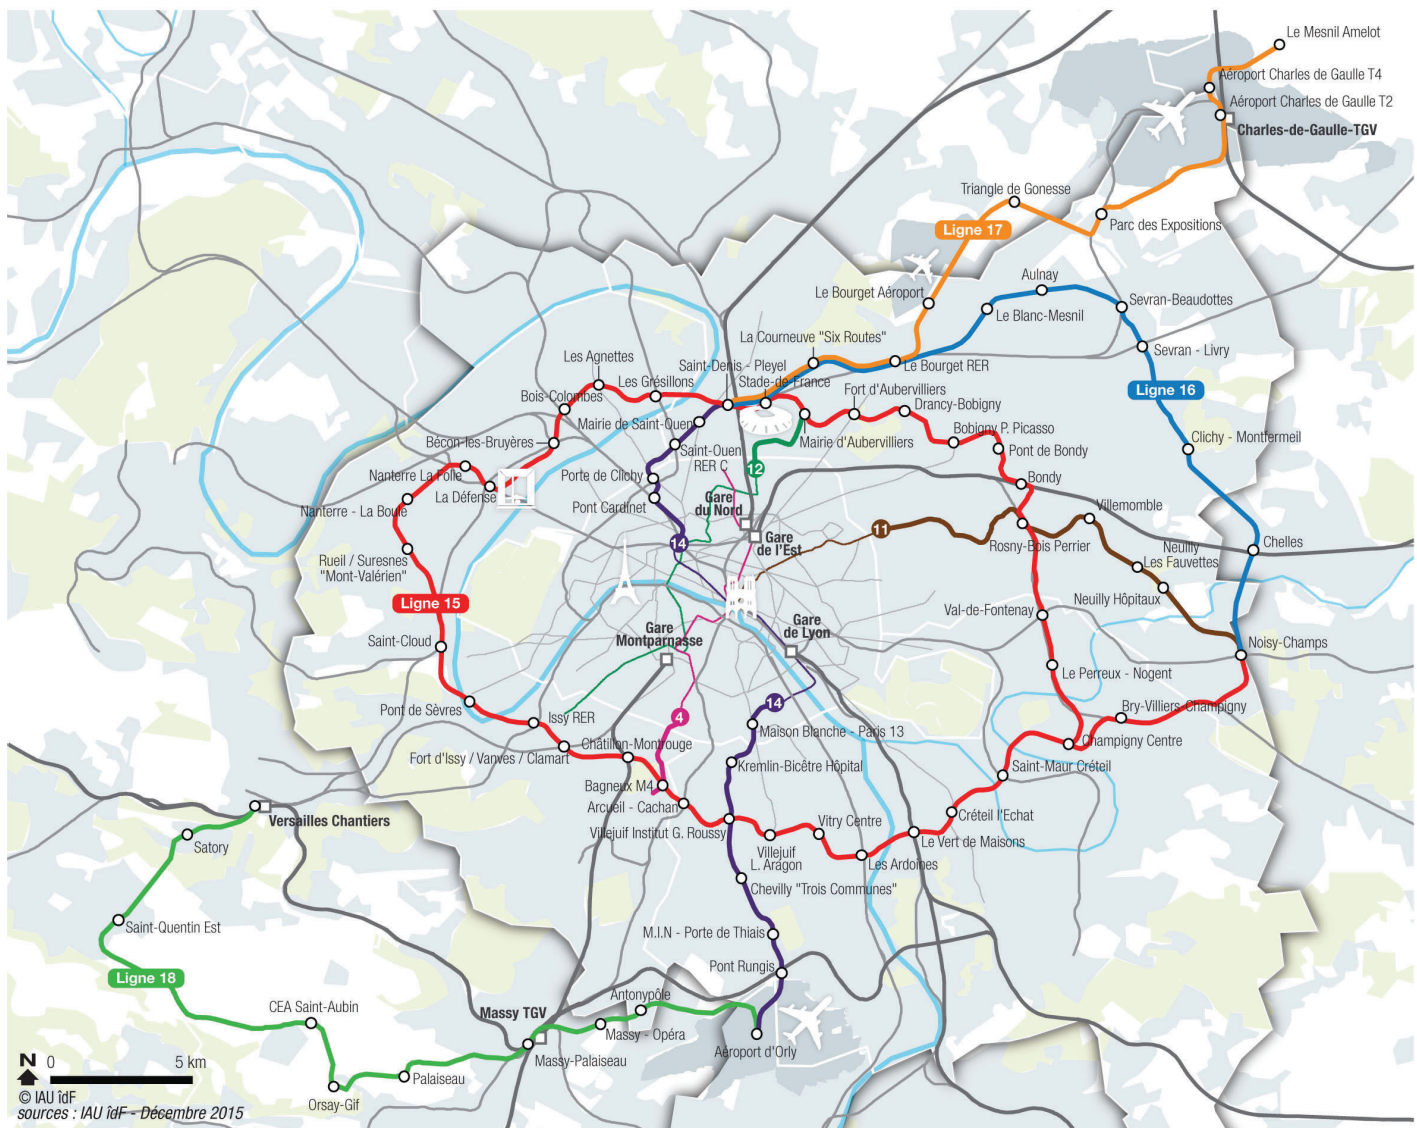 Le Mesnil Amelot
Aéroport Charles de Gaulle T4
Aéroport Charles de Gaulle T2
Charles-de-Gaulle-TGV
Triangle de Gonesse
Parc des Expositions
Ligne 17
Aulnay
Le Bourget Aéroport
Sevran-Beaudottes
Le Blanc-Mesnil
La Courneuve "Six Routes"
Sevran - Livry
Les Agnettes
Saint-Denis - Pleyel
Le Bourget RER
Les Grésillons
Stade-de-France
Fort d'Aubervilliers
Ligne 16
Bois-Colombes
Drancy-Bobigny
Mairie de Saint-Ouen
Bobigny P. Picasso
Bécon-les-Bruyères
Mairie d'Aubervilliers
Clichy - Montfermeil
Saint-Ouen
RER C
Pont de Bondy
12
Nanterre La Folie
Porte de Clichy
Bondy
La Défense
Nanterre - La Boule
Pont Cardinet
Gare
du Nord
Villemomble
11
Gare
de l'Est
14
Rosny-Bois Perrier
Chelles
Rueil / Suresnes
"Mont-Valérien"
Neuilly
Les Fauvettes
Ligne 15
Neuilly Hôpitaux
Val-de-Fontenay
Saint-Cloud
Gare
Montparnasse
Gare
de Lyon
Noisy-Champs
Le Perreux - Nogent
Pont de Sèvres
14
4
Bry-Villiers-Champigny
Issy RER
Maison Blanche - Paris 13
Châtillon-Montrouge
Champigny Centre
Fort d'Issy / Vanves / Clamart
Kremlin-Bicêtre Hôpital
Saint-Maur Créteil
Bagneux M4
Arcueil - Cachan
Créteil l'Echat
Versailles Chantiers
Villejuif Institut G. Roussy
Vitry Centre
Satory
Le Vert de Maisons
Villejuif
L. Aragon
Les Ardoines
Chevilly "Trois Communes"
Saint-Quentin Est
M.I.N - Porte de Thiais
Pont Rungis
Ligne 18
Antonypôle
CEA Saint-Aubin
Massy TGV
Massy - Opéra
Aéroport d'Orly
Massy-Palaiseau
Palaiseau
Orsay-Gif
N
0 5 km
© IAU îdF
sources : IAU îdF - Décembre 2015